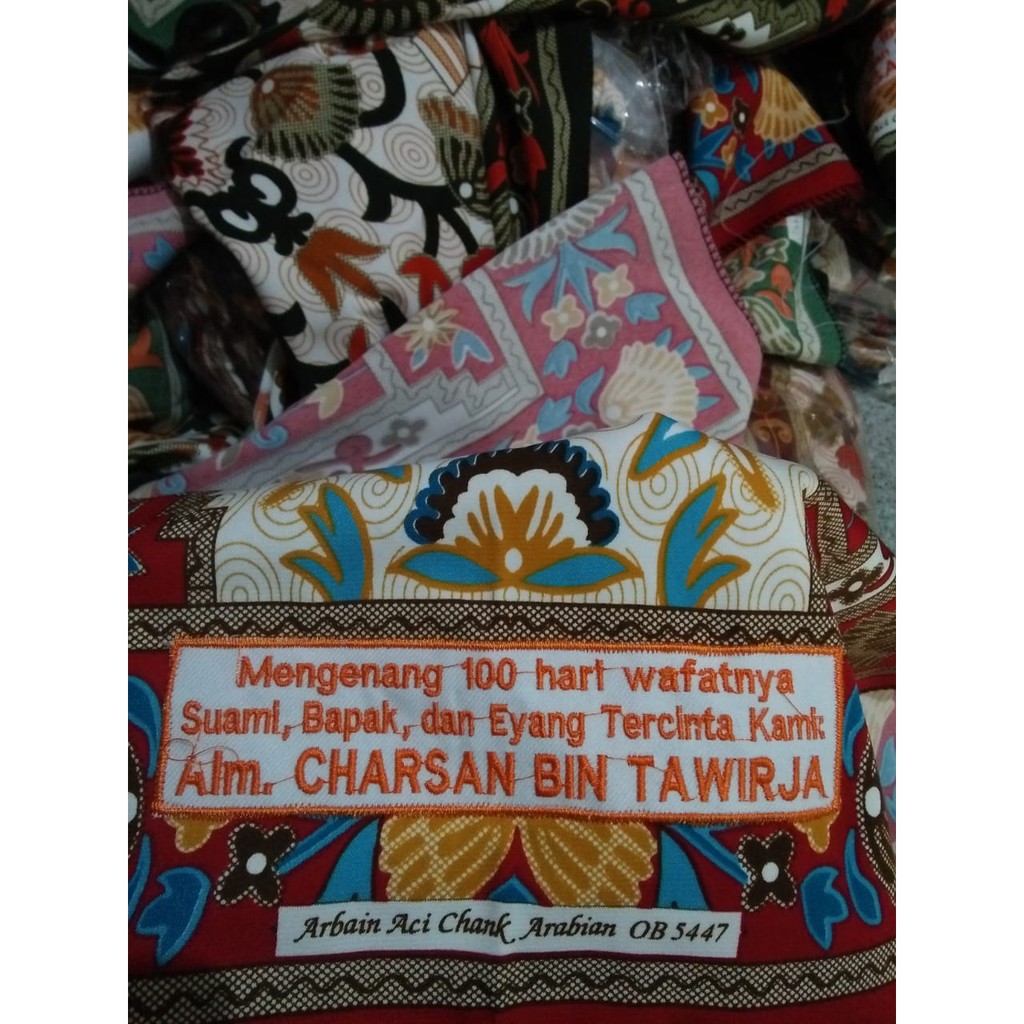 Mengenang 100 hari wafatnya
Suami, Bapak, dan Eyang Tercinta Kami:
Alm. CHARSAN BIN TAWIRJA
Arbain Aci Chank Arabian OB 5447